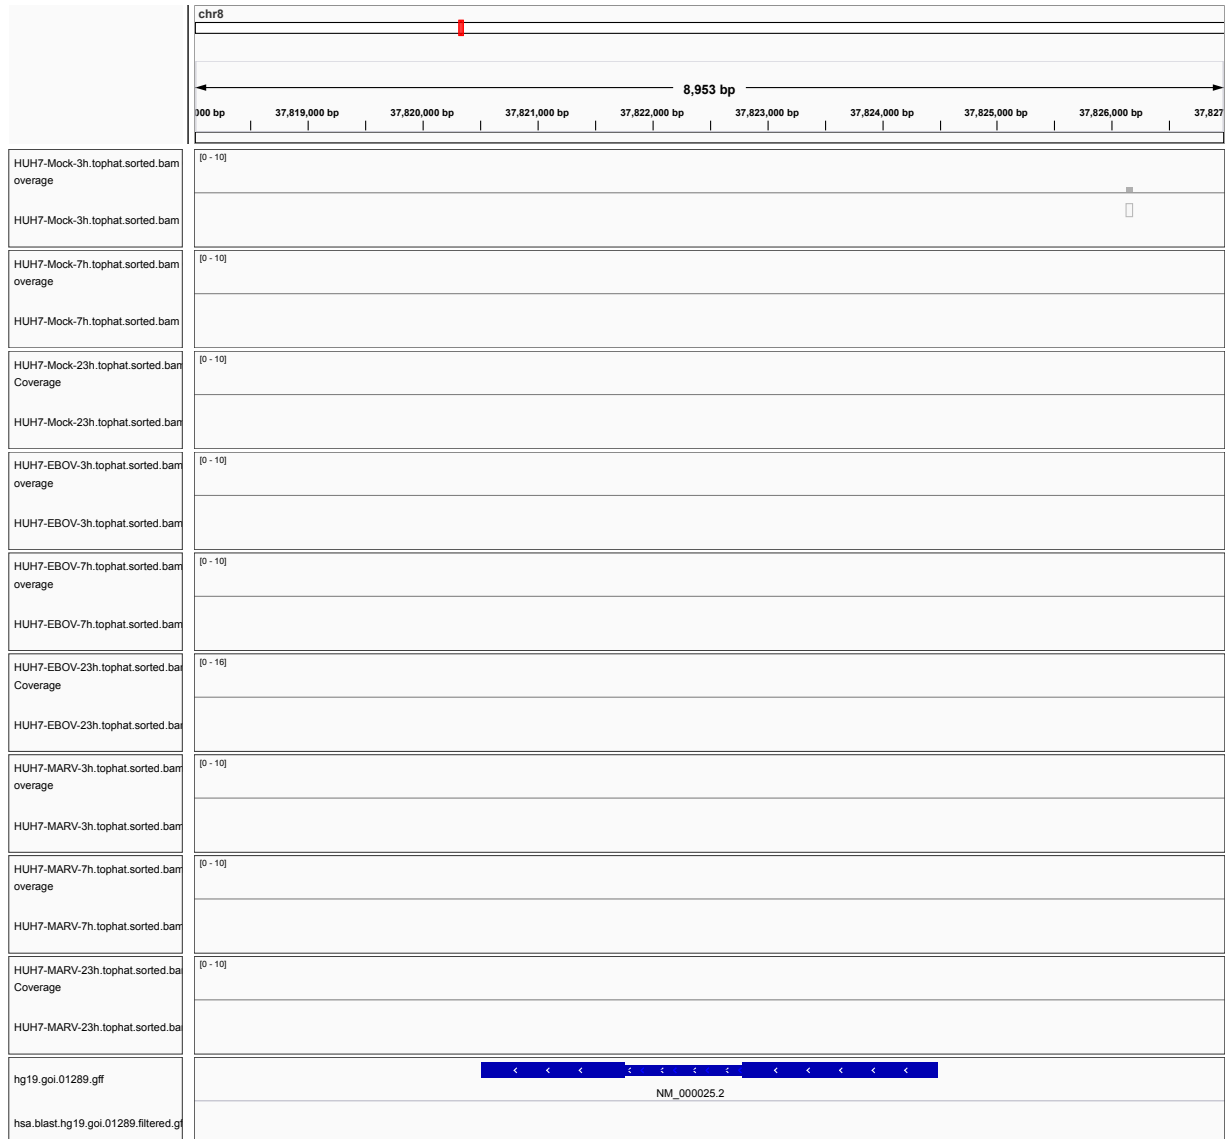 chr8
8,953 bp
000 bp 37,819,000 bp 37,820,000 bp 37,821,000 bp 37,822,000 bp 37,823,000 bp 37,824,000 bp 37,825,000 bp 37,826,000 bp 37,827
HUH7-Mock-3h.tophat.sorted.bam [0 - 10]
overage
HUH7-Mock-3h.tophat.sorted.bam
HUH7-Mock-7h.tophat.sorted.bam [0 - 10]
overage
HUH7-Mock-7h.tophat.sorted.bam
HUH7-Mock-23h.tophat.sorted.bam [0 - 10]
Coverage
HUH7-Mock-23h.tophat.sorted.bam
HUH7-EBOV-3h.tophat.sorted.bam [0 - 10]
overage
HUH7-EBOV-3h.tophat.sorted.bam
HUH7-EBOV-7h.tophat.sorted.bam [0 - 10]
overage
HUH7-EBOV-7h.tophat.sorted.bam
HUH7-EBOV-23h.tophat.sorted.bai [0 - 16]
Coverage
HUH7-EBOV-23h.tophat.sorted.bai
HUH7-MARV-3h.tophat.sorted.bam [0 - 10]
overage
HUH7-MARV-3h.tophat.sorted.bam
HUH7-MARV-7h.tophat.sorted.bam [0 - 10]
overage
HUH7-MARV-7h.tophat.sorted.bam
HUH7-MARV-23h.tophat.sorted.bai [0 - 10]
Coverage
HUH7-MARV-23h.tophat.sorted.bai
hg19.goi.01289.gff
NM_000025.2
hsa.blast.hg19.goi.01289.filtered.gf